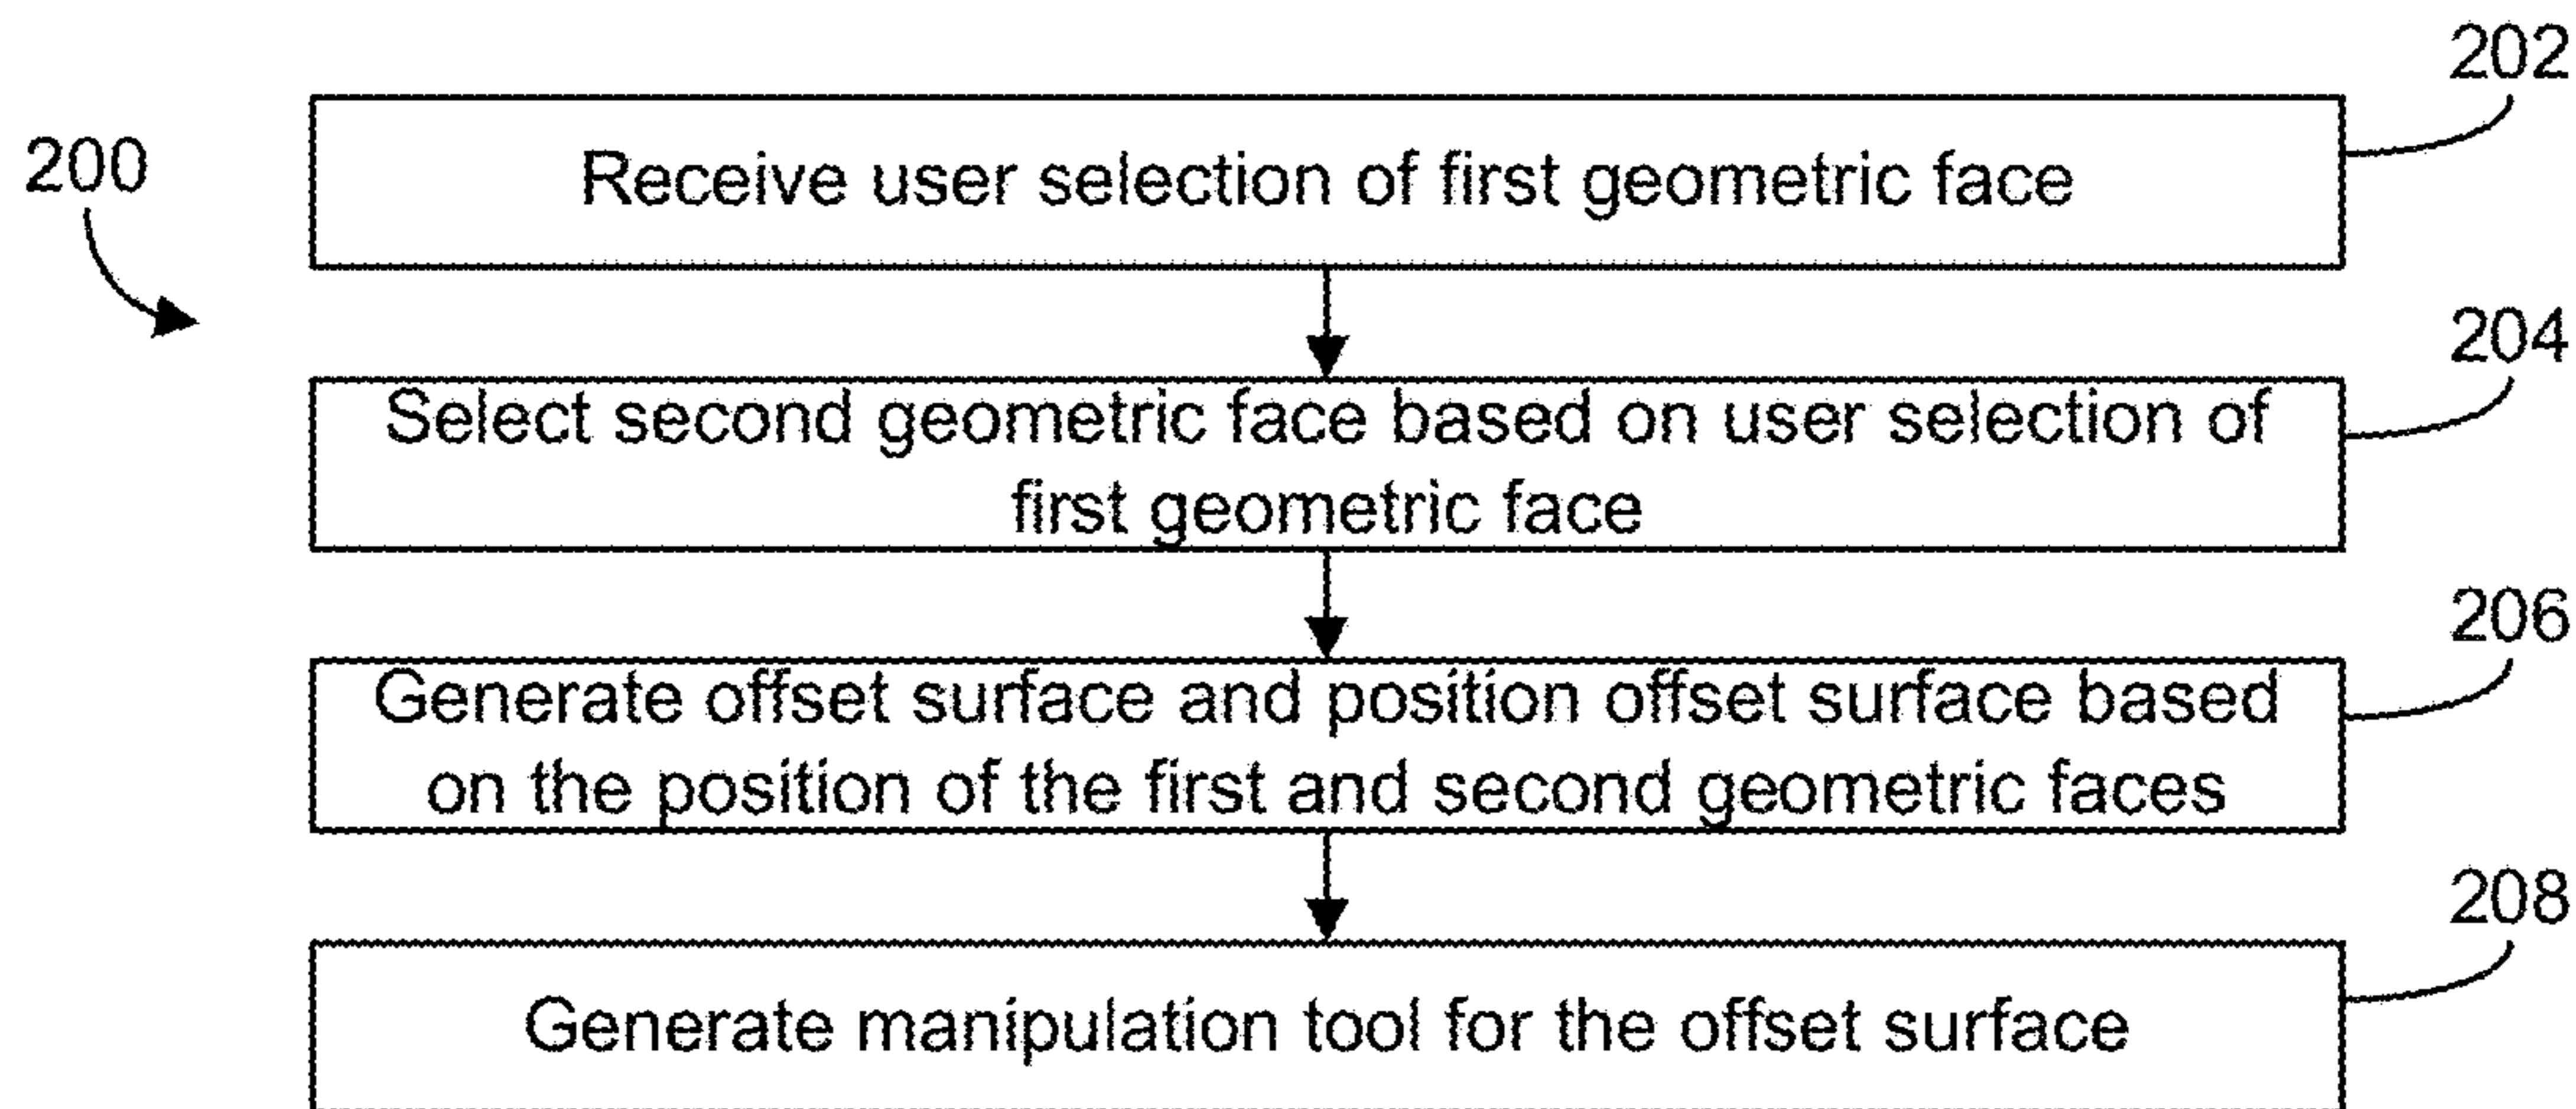 202
200
Receive user selection of first geometric face
204
Select second geometric face based on user selection of
first geometric face
206
Generate offset surface and position offset surface based
on the position of the first and second geometric faces
208
Generate manipulation tool for the offset surface